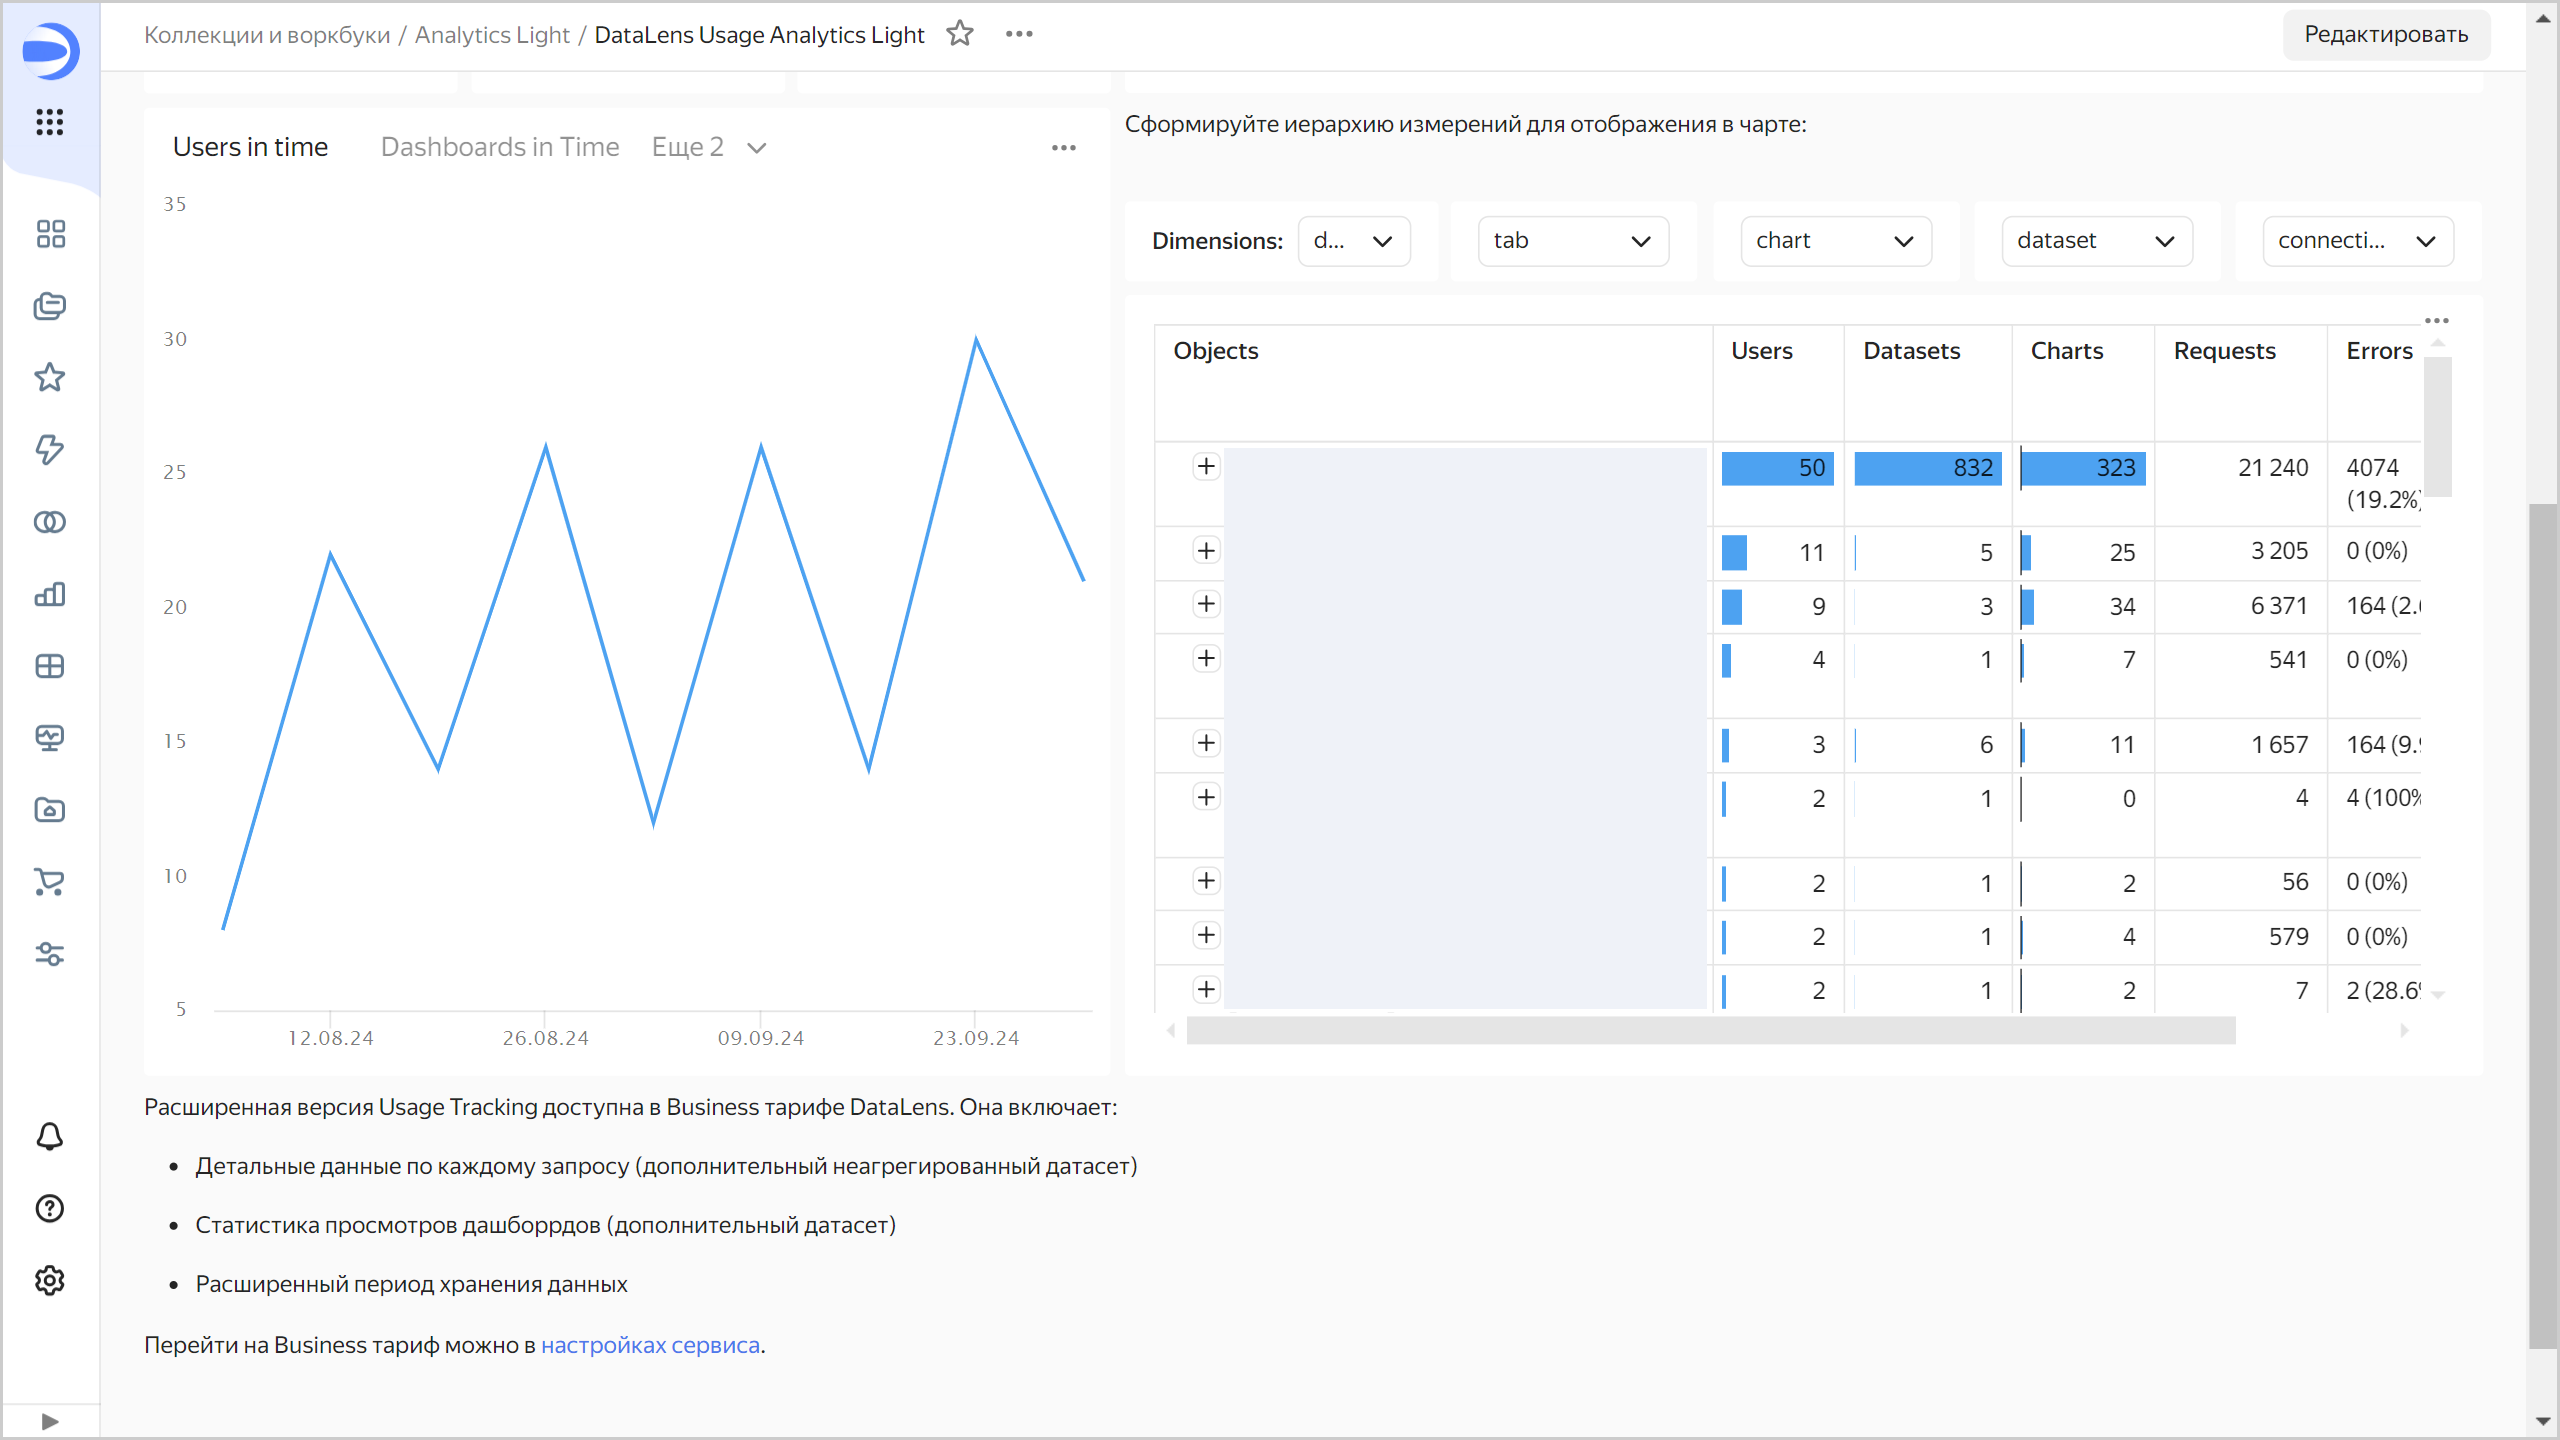 Коллекции и воркбуки / Analytics Light / DataLens Usage Analytics Light
Редактировать
Users in time Dashboards in Time Еще 2
35
30
25
20
15
10
5
12.08.24 26.08.24 09.09.24 23.09.24
Сформируйте иерархию измерений для отображения в чарте:
Dimensions: d... tab chart dataset connecti...
Objects Users Datasets Charts Requests Errors
50 832 323 21 240 4074 (19.2%)
11 5 25 3 205 0 (0%)
9 3 34 6 371 164 (2.
4 1 7 541 0 (0%)
3 6 11 1 657 164 (9.
2 1 0 4 4 (100%
2 1 2 56 0 (0%)
2 1 4 579 0 (0%)
2 1 2 7 2 (28.6
Расширенная версия Usage Tracking доступна в Business тарифе DataLens. Она включает:
• Детальные данные по каждому запросу (дополнительный неагрегированный датасет)
• Статистика просмотров дашбордов (дополнительный датасет)
• Расширенный период хранения данных
Перейти на Business тариф можно в настройках сервиса.